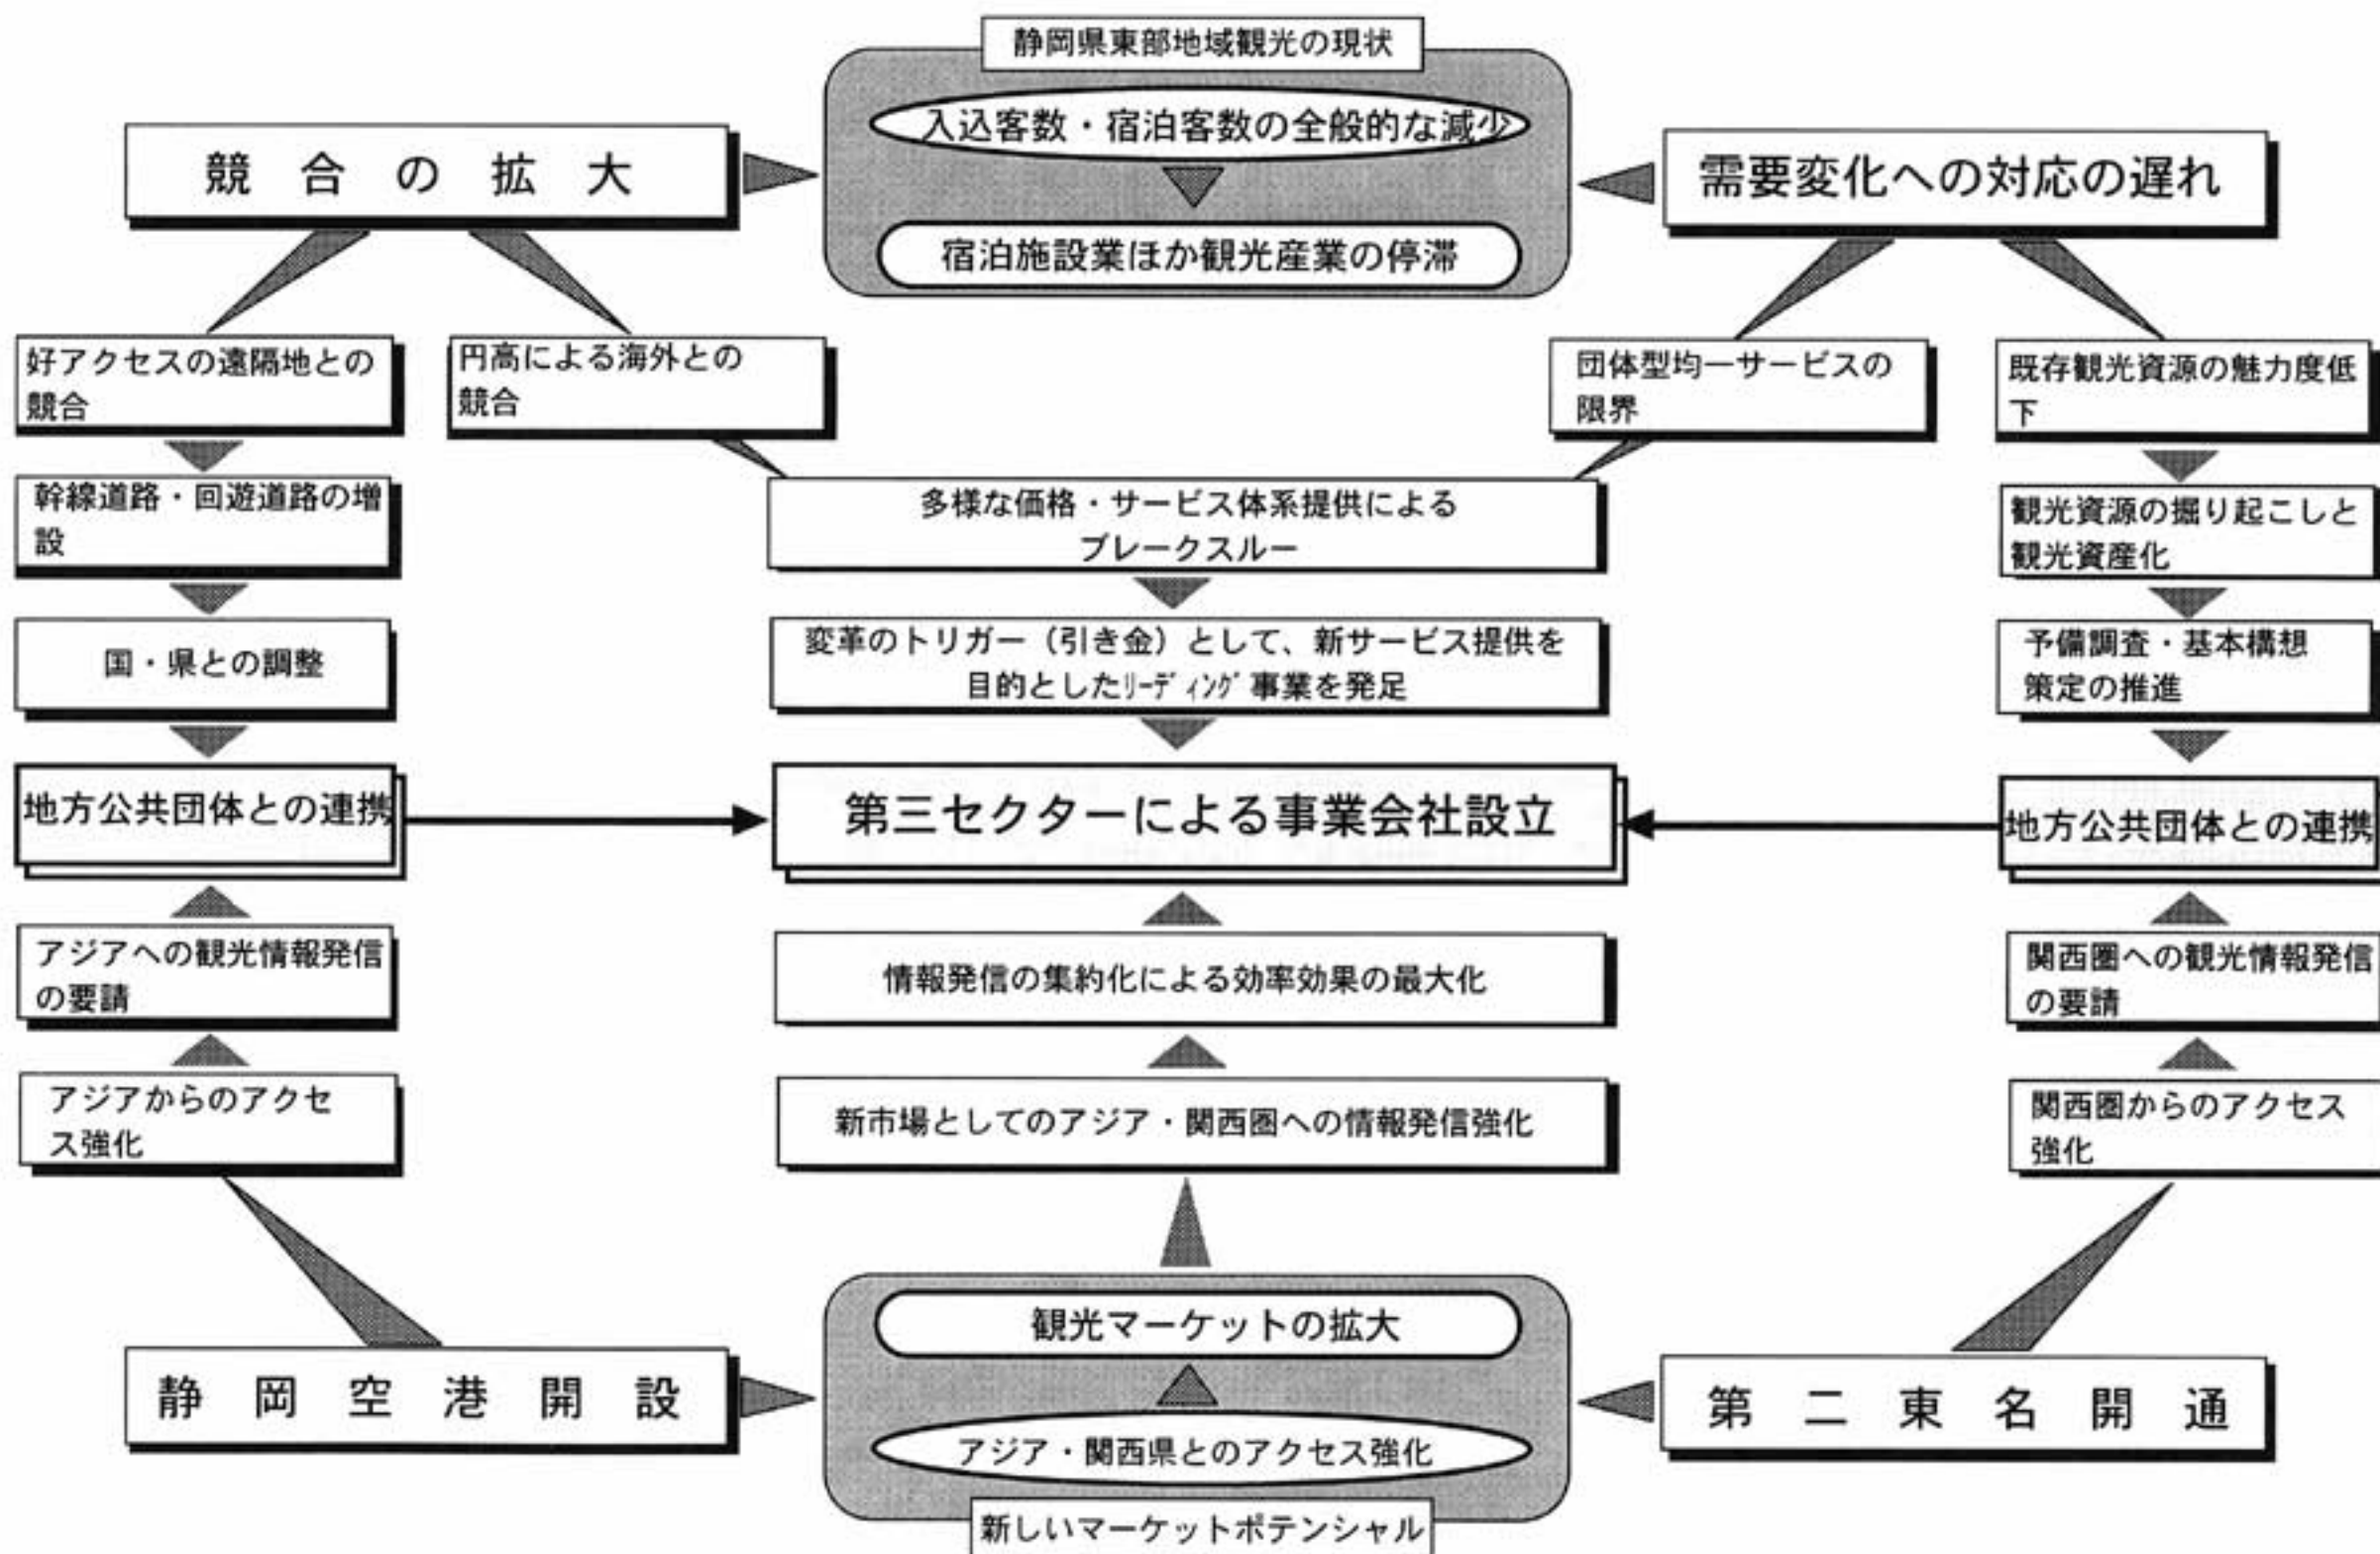 静岡県東部地域観光の現状
入込客数・宿泊客数の全般的な減少
宿泊施設業ほか観光産業の停滞
競合の拡大
需要変化への対応の遅れ
好アクセスの遠隔地との
競合
円高による海外との
競合
団体型均一サービスの
限界
既存観光資源の魅力度低
下
幹線道路・回遊道路の増
設
多様な価格・サービス体系提供による
ブレークスルー
観光資源の掘り起こしと
観光資産化
国・県との調整
変革のトリガー（引き金）として、新サービス提供を
目的としたﾘｰﾃﾞｨﾝｸﾞ事業を発足
予備調査・基本構想
策定の推進
地方公共団体との連携
第三セクターによる事業会社設立
地方公共団体との連携
アジアへの観光情報発信
の要請
情報発信の集約化による効率効果の最大化
関西圏への観光情報発信
の要請
アジアからのアクセ
ス強化
新市場としてのアジア・関西圏への情報発信強化
関西圏からのアクセス
強化
静岡空港開設
観光マーケットの拡大
アジア・関西県とのアクセス強化
新しいマーケットポテンシャル
第二東名開通